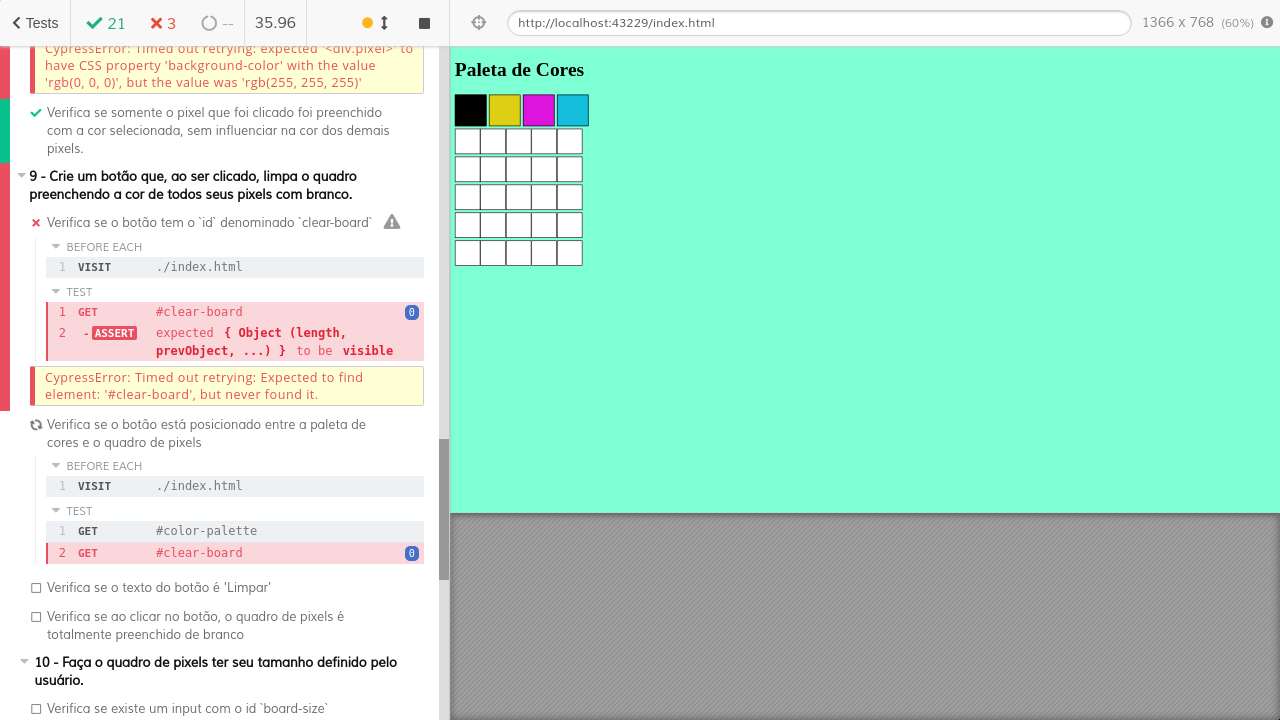 Tests
21
3
--
35.96
http://localhost:43229/index.html
1366 x 768 (60%)
CypressError: Timed out retrying: expected '<div.pixel>' to
have CSS property 'background-color' with the value
'rgb(0, 0, 0)', but the value was 'rgb(255, 255, 255)'
Verifica se somente o pixel que foi clicado foi preenchido
com a cor selecionada, sem influenciar na cor dos demais
pixels.
9 - Crie um botão que, ao ser clicado, limpa o quadro
preenchendo a cor de todos seus pixels com branco.
Verifica se o botão tem o `id` denominado `clear-board`
BEFORE EACH
1 VISIT ./index.html
TEST
1 GET #clear-board 0
2 - ASSERT expected { Object (length,
prevObject, ...) } to be visible
CypressError: Timed out retrying: Expected to find
element: '#clear-board', but never found it.
Verifica se o botão está posicionado entre a paleta de
cores e o quadro de pixels
BEFORE EACH
1 VISIT ./index.html
TEST
1 GET #color-palette
2 GET #clear-board 0
Verifica se o texto do botão é 'Limpar'
Verifica se ao clicar no botão, o quadro de pixels é
totalmente preenchido de branco
10 - Faça o quadro de pixels ter seu tamanho definido pelo
usuário.
Verifica se existe um input com o id `board-size`
Paleta de Cores